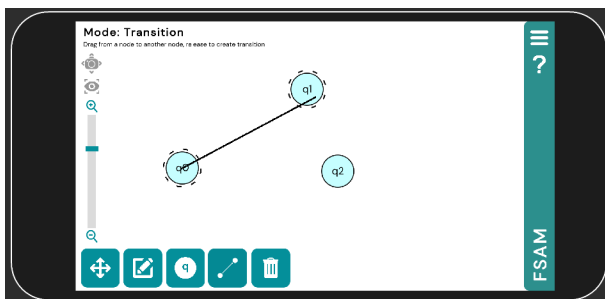 Mode: Transition
Drag from a node to another node, release to create transition
?
q1
q0
q2
q
FSAM